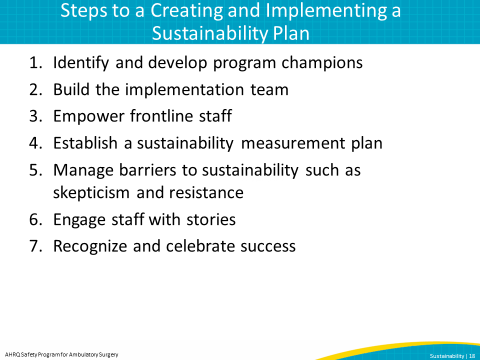 Steps to a Creating and Implementing a
Sustainability Plan
1. Identify and develop program champions
2. Build the implementation team
3. Empower frontline staff
4. Establish a sustainability measurement plan
5. Manage barriers to sustainability such as
skepticism and resistance
6. Engage staff with stories
7. Recognize and celebrate success
AHRQ Safety Program for Ambulatory Surgery
Sustainability | 18